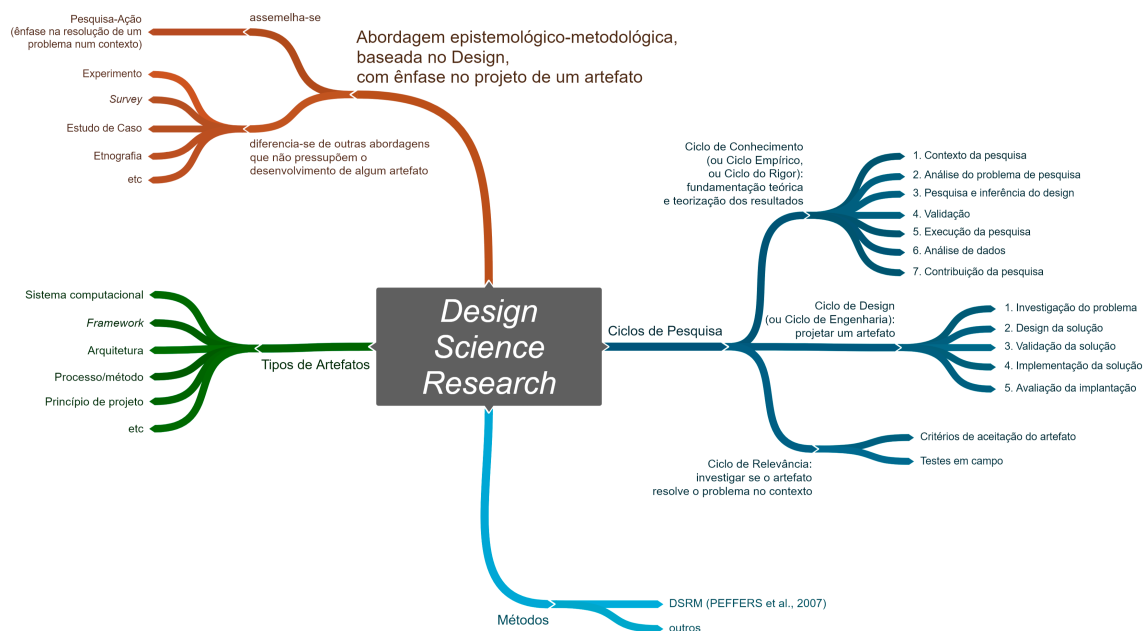 Pesquisa-Ação
(ênfase na resolução de um
problema num contexto)
assemelha-se
Abordagem epistemológico-metodológica,
baseada no Design,
com ênfase no projeto de um artefato
Experimento
Survey
Estudo de Caso
Etnografia
etc
diferencia-se de outras abordagens
que não pressupõem o
desenvolvimento de algum artefato
Design
Science
Research
Ciclos de Pesquisa
Ciclo de Conhecimento
(ou Ciclo Empírico,
ou Ciclo do Rigor):
fundamentação teórica
e teorização dos resultados
1. Contexto da pesquisa
2. Análise do problema de pesquisa
3. Pesquisa e inferência do design
4. Validação
5. Execução da pesquisa
6. Análise de dados
7. Contribuição da pesquisa
Ciclo de Design
(ou Ciclo de Engenharia):
projetar um artefato
1. Investigação do problema
2. Design da solução
3. Validação da solução
4. Implementação da solução
5. Avaliação da implantação
Ciclo de Relevância:
investigar se o artefato
resolve o problema no contexto
Critérios de aceitação do artefato
Testes em campo
Tipos de Artefatos
Sistema computacional
Framework
Arquitetura
Processo/método
Princípio de projeto
etc
Métodos
DSRM (PEFFERS et al., 2007)
outros